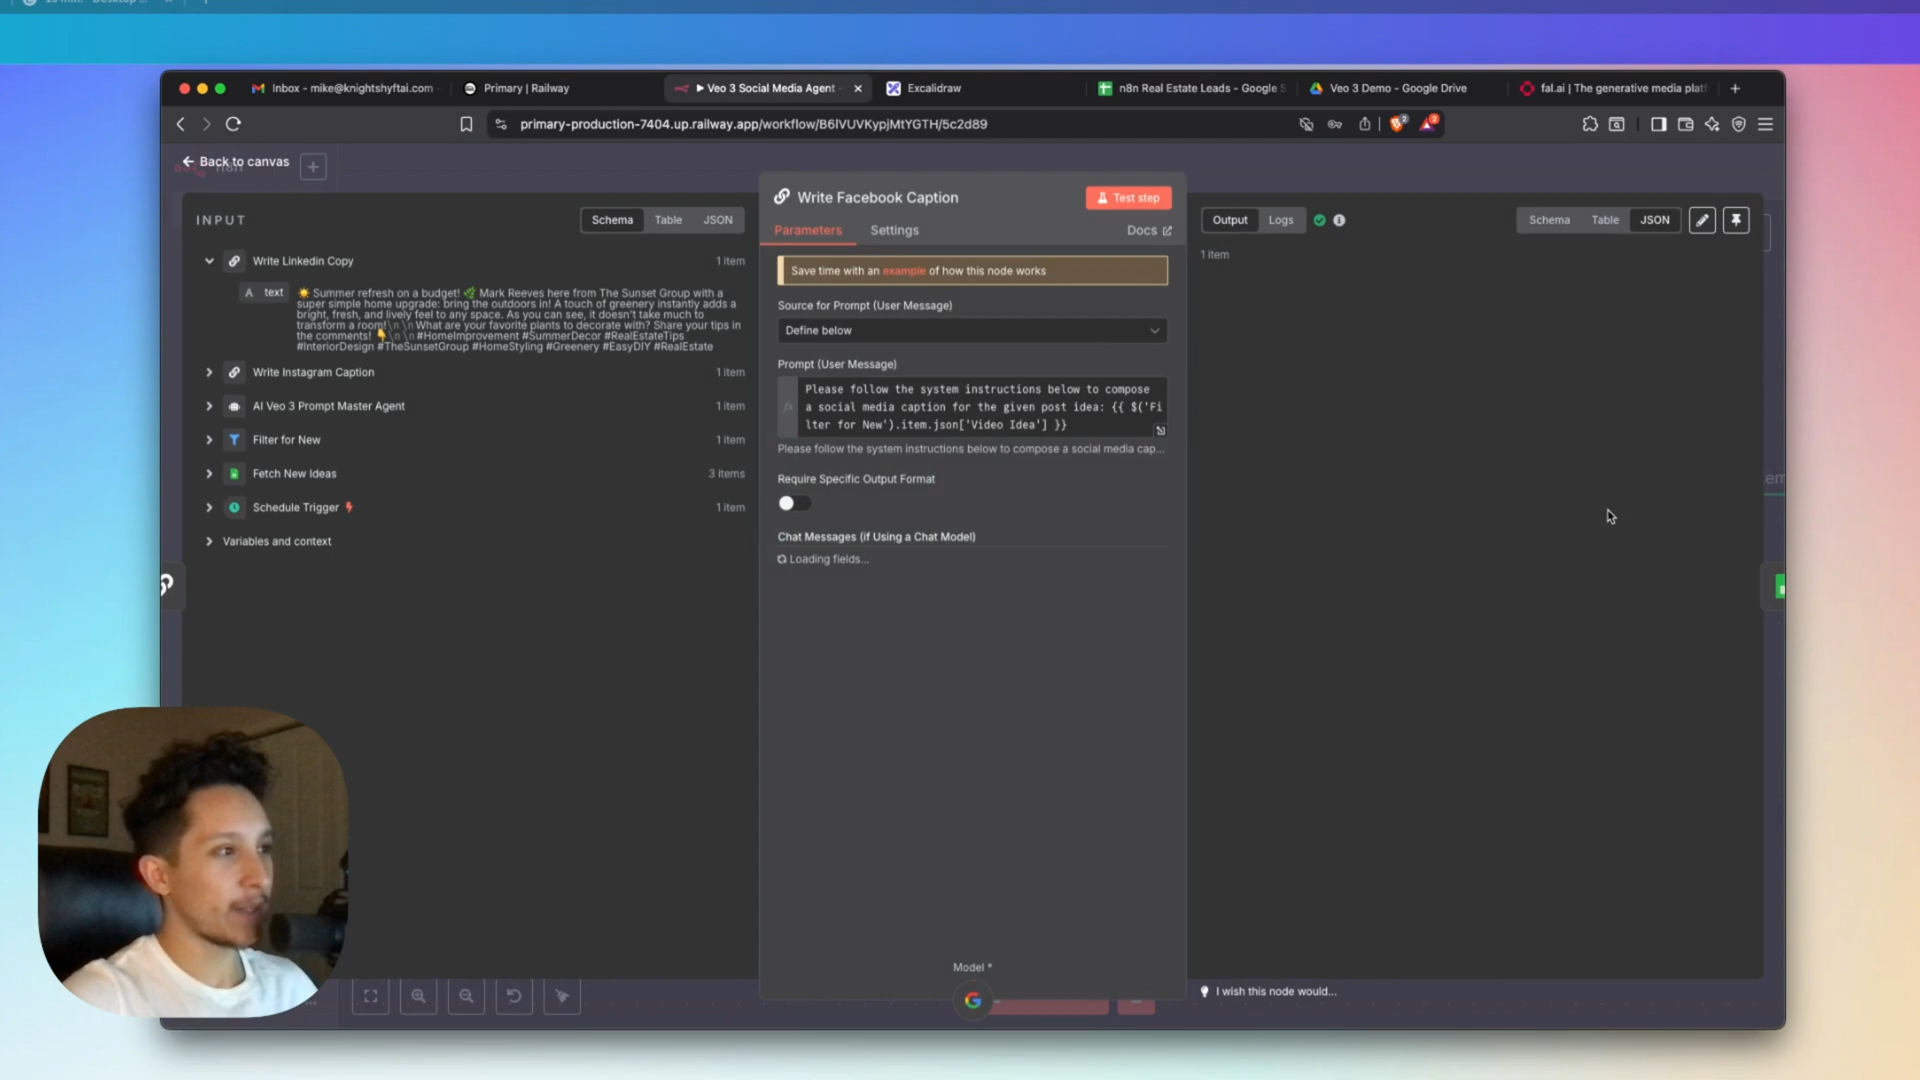 Inbox - mike@knightshyftai.com
Primary | Railway
Veo 3 Social Media Agent -
Excalidraw
n8n Real Estate Leads - Google S
Veo 3 Demo - Google Drive
fal.ai | The generative media platf
primary-production-7404.up.railway.app/workflow/B6lVUVKypjMtYGTH/5c2d89
Back to canvas
INPUT
Schema
Table
JSON
Write Facebook Caption
Test step
Output
Logs
Schema
Table
JSON
Parameters
Settings
Docs
1 item
Write Linkedin Copy
1 item
A text
☀️ Summer refresh on a budget! 🌿 Mark Reeves here from The Sunset Group with a
super simple home upgrade: bring the outdoors in! A touch of greenery instantly adds a
bright, fresh, and lively feel to any space. As you can see, it doesn't take much to
transform a room!\n\nWhat are your favorite plants to decorate with? Share your tips in
the comments! 👇\n\n#HomeImprovement #SummerDecor #RealEstateTips
#InteriorDesign #TheSunsetGroup #HomeStyling #Greenery #EasyDIY #RealEstate
Write Instagram Caption
1 item
AI Veo 3 Prompt Master Agent
1 item
Filter for New
1 item
Fetch New Ideas
3 items
Schedule Trigger
1 item
Variables and context
Save time with an example of how this node works
Source for Prompt (User Message)
Define below
Prompt (User Message)
fx
Please follow the system instructions below to compose
a social media caption for the given post idea: {{ $('Fi
lter for New').item.json['Video Idea'] }}
Please follow the system instructions below to compose a social media cap...
Require Specific Output Format
Chat Messages (if Using a Chat Model)
Loading fields...
Model *
I wish this node would...